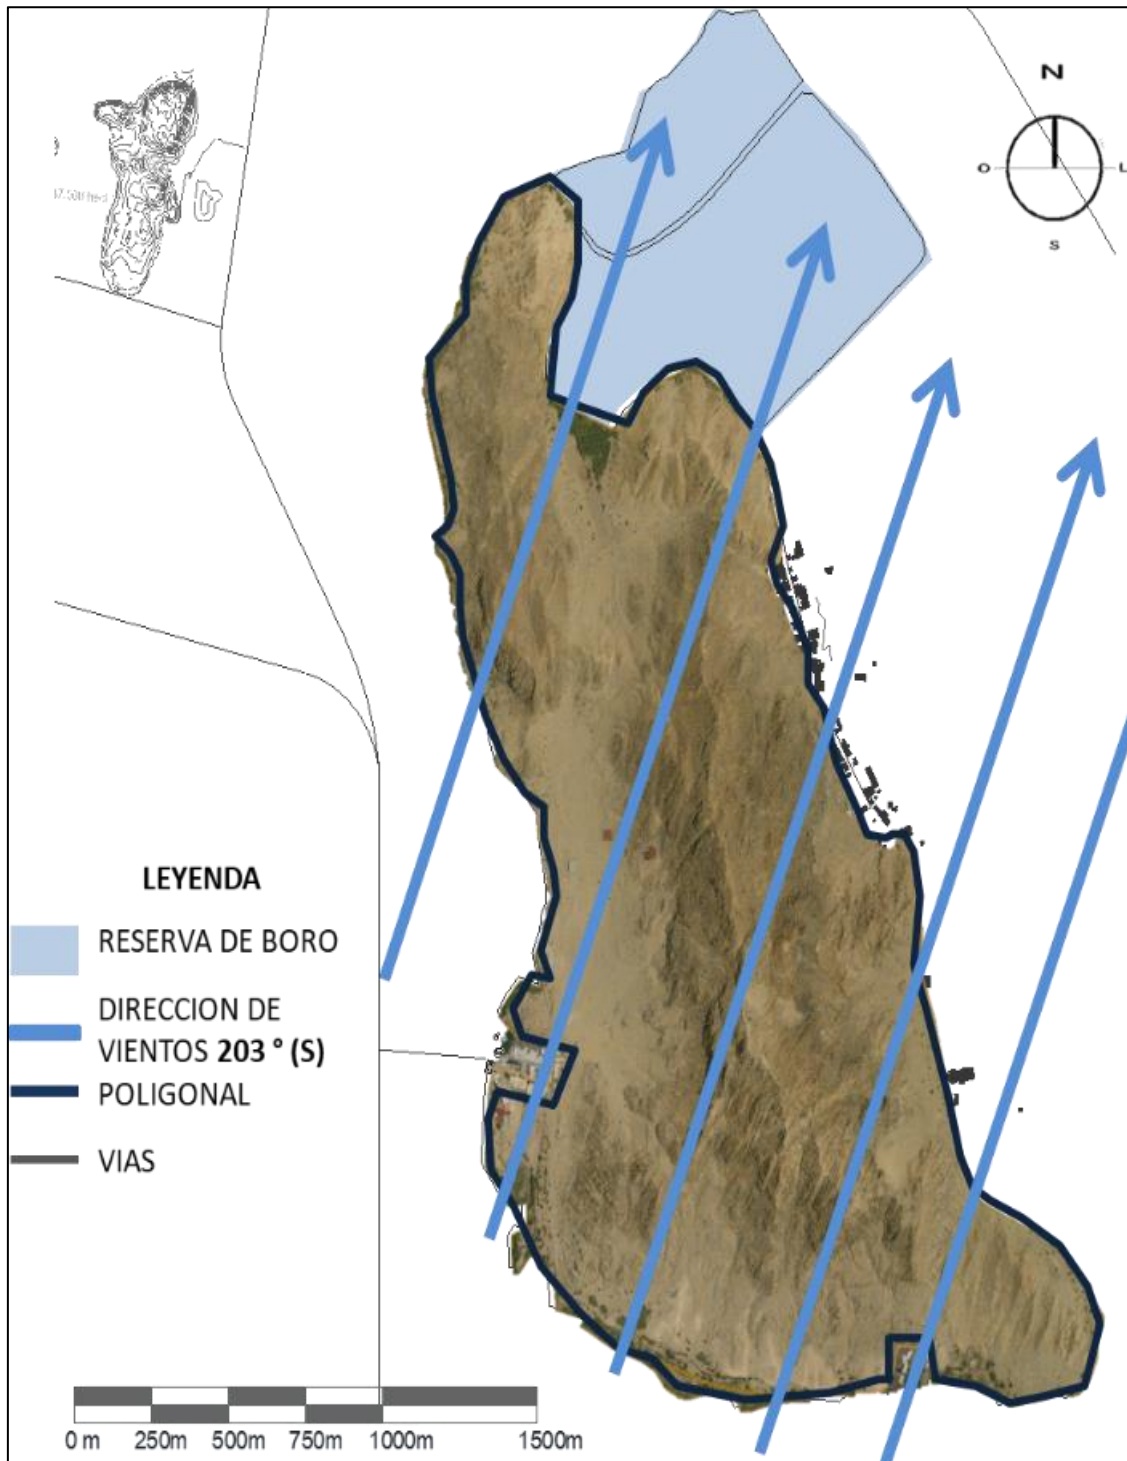 N
O
L
S
LEYENDA
RESERVA DE BORO
DIRECCION DE
VIENTOS 203 ° (S)
POLIGONAL
VIAS
0 m 250m 500m 750m 1000m 1500m